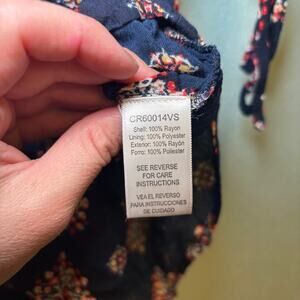 CR60014VS
Shell: 100% Rayon
Lining: 100% Polyester
Exterior: 100% Rayón
Forro: 100% Poliester
SEE REVERSE
FOR CARE
INSTRUCTIONS
VEA EL REVERSO
PARA INSTRUCCIONES
DE CUIDADO